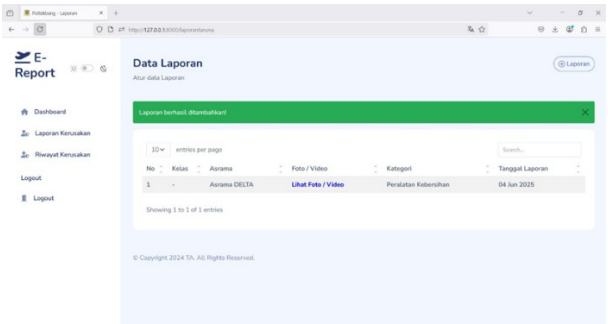 Poltekbang - Laporan
http://127.0.0.1:8000/laporantaruna
E-Report
Data Laporan
Atur data Laporan
Laporan
Dashboard
Laporan Kerusakan
Riwayat Kerusakan
Logout
Logout
Laporan berhasil ditambahkan!
10 entries per page
Search...
No Kelas Asrama Foto / Video Kategori Tanggal Laporan
1 - Asrama DELTA Lihat Foto / Video Peralatan Kebersihan 04 Jun 2025
Showing 1 to 1 of 1 entries
© Copyright 2024 TA. All Rights Reserved.